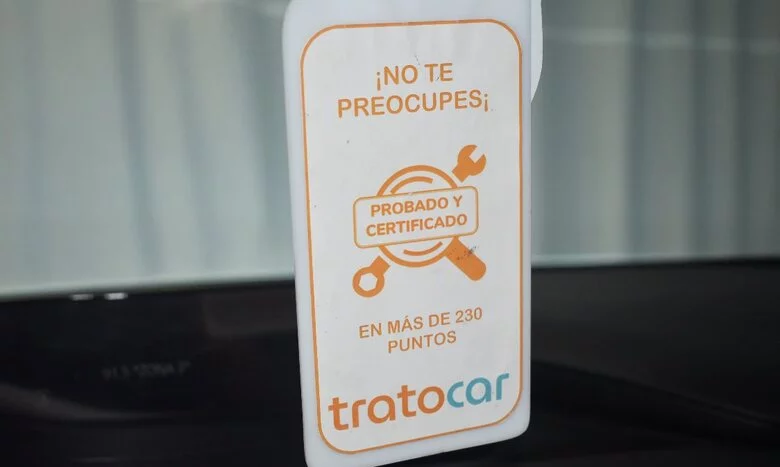 ¡NO TE
PREOCUPES¡
PROBADO Y
CERTIFICADO
EN MÁS DE 230
PUNTOS
tratocar